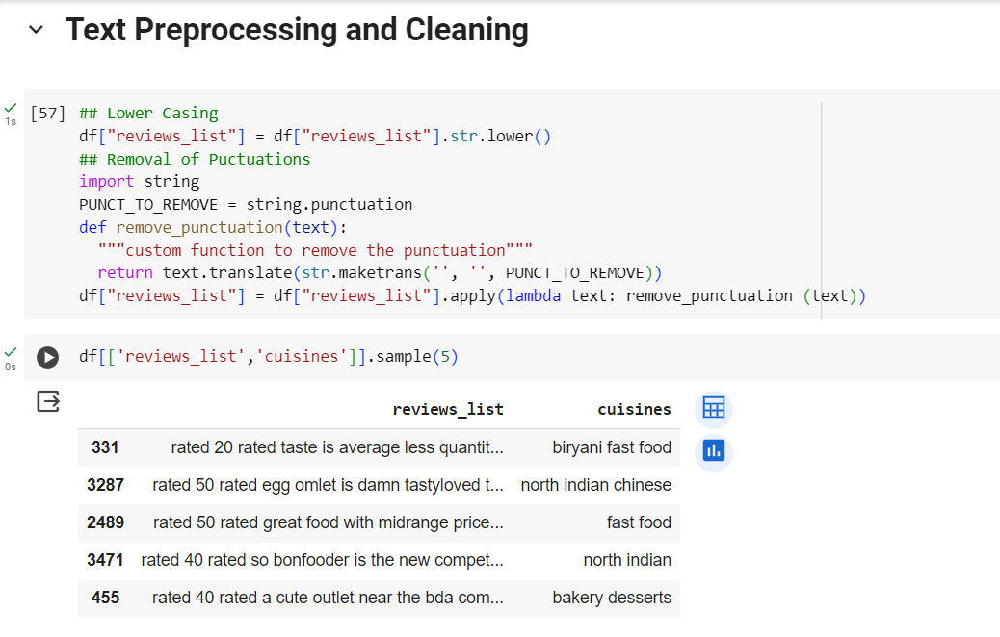 Text Preprocessing and Cleaning
[57] ## Lower Casing
1s
df["reviews_list"] = df["reviews_list"].str.lower()
## Removal of Puctuations
import string
PUNCT_TO_REMOVE = string.punctuation
def remove_punctuation(text):
"""custom function to remove the punctuation"""
return text.translate(str.maketrans('', '', PUNCT_TO_REMOVE))
df["reviews_list"] = df["reviews_list"].apply(lambda text: remove_punctuation (text))
df[['reviews_list','cuisines']].sample(5)
0s
reviews_list cuisines
331 rated 20 rated taste is average less quantit... biryani fast food
3287 rated 50 rated egg omlet is damn tastyloved t... north indian chinese
2489 rated 50 rated great food with midrange price... fast food
3471 rated 40 rated so bonfooder is the new compet... north indian
455 rated 40 rated a cute outlet near the bda com... bakery desserts